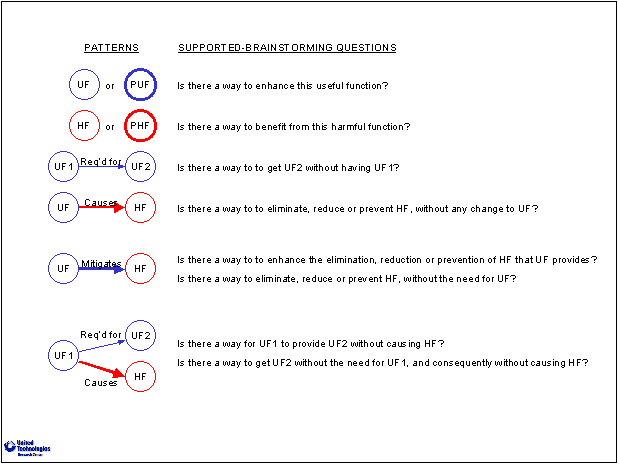 PATTERNS SUPPORTED-BRAINSTORMING QUESTIONS
UF or PUF Is there a way to enhance this useful function?
HF or PHF Is there a way to benefit from this harmful function?
UF1 Req'd for UF2 Is there a way to to get UF2 without having UF1?
UF Causes HF Is there a way to to eliminate, reduce or prevent HF, without any change to UF?
UF Mitigates HF Is there a way to to enhance the elimination, reduction or prevention of HF that UF provides?
Is there a way to eliminate, reduce or prevent HF, without the need for UF?
Req'd for UF2
UF1 Is there a way for UF1 to provide UF2 without causing HF?
Is there a way to get UF2 without the need for UF1, and consequently without causing HF?
Causes HF
United
Technologies
Research Center